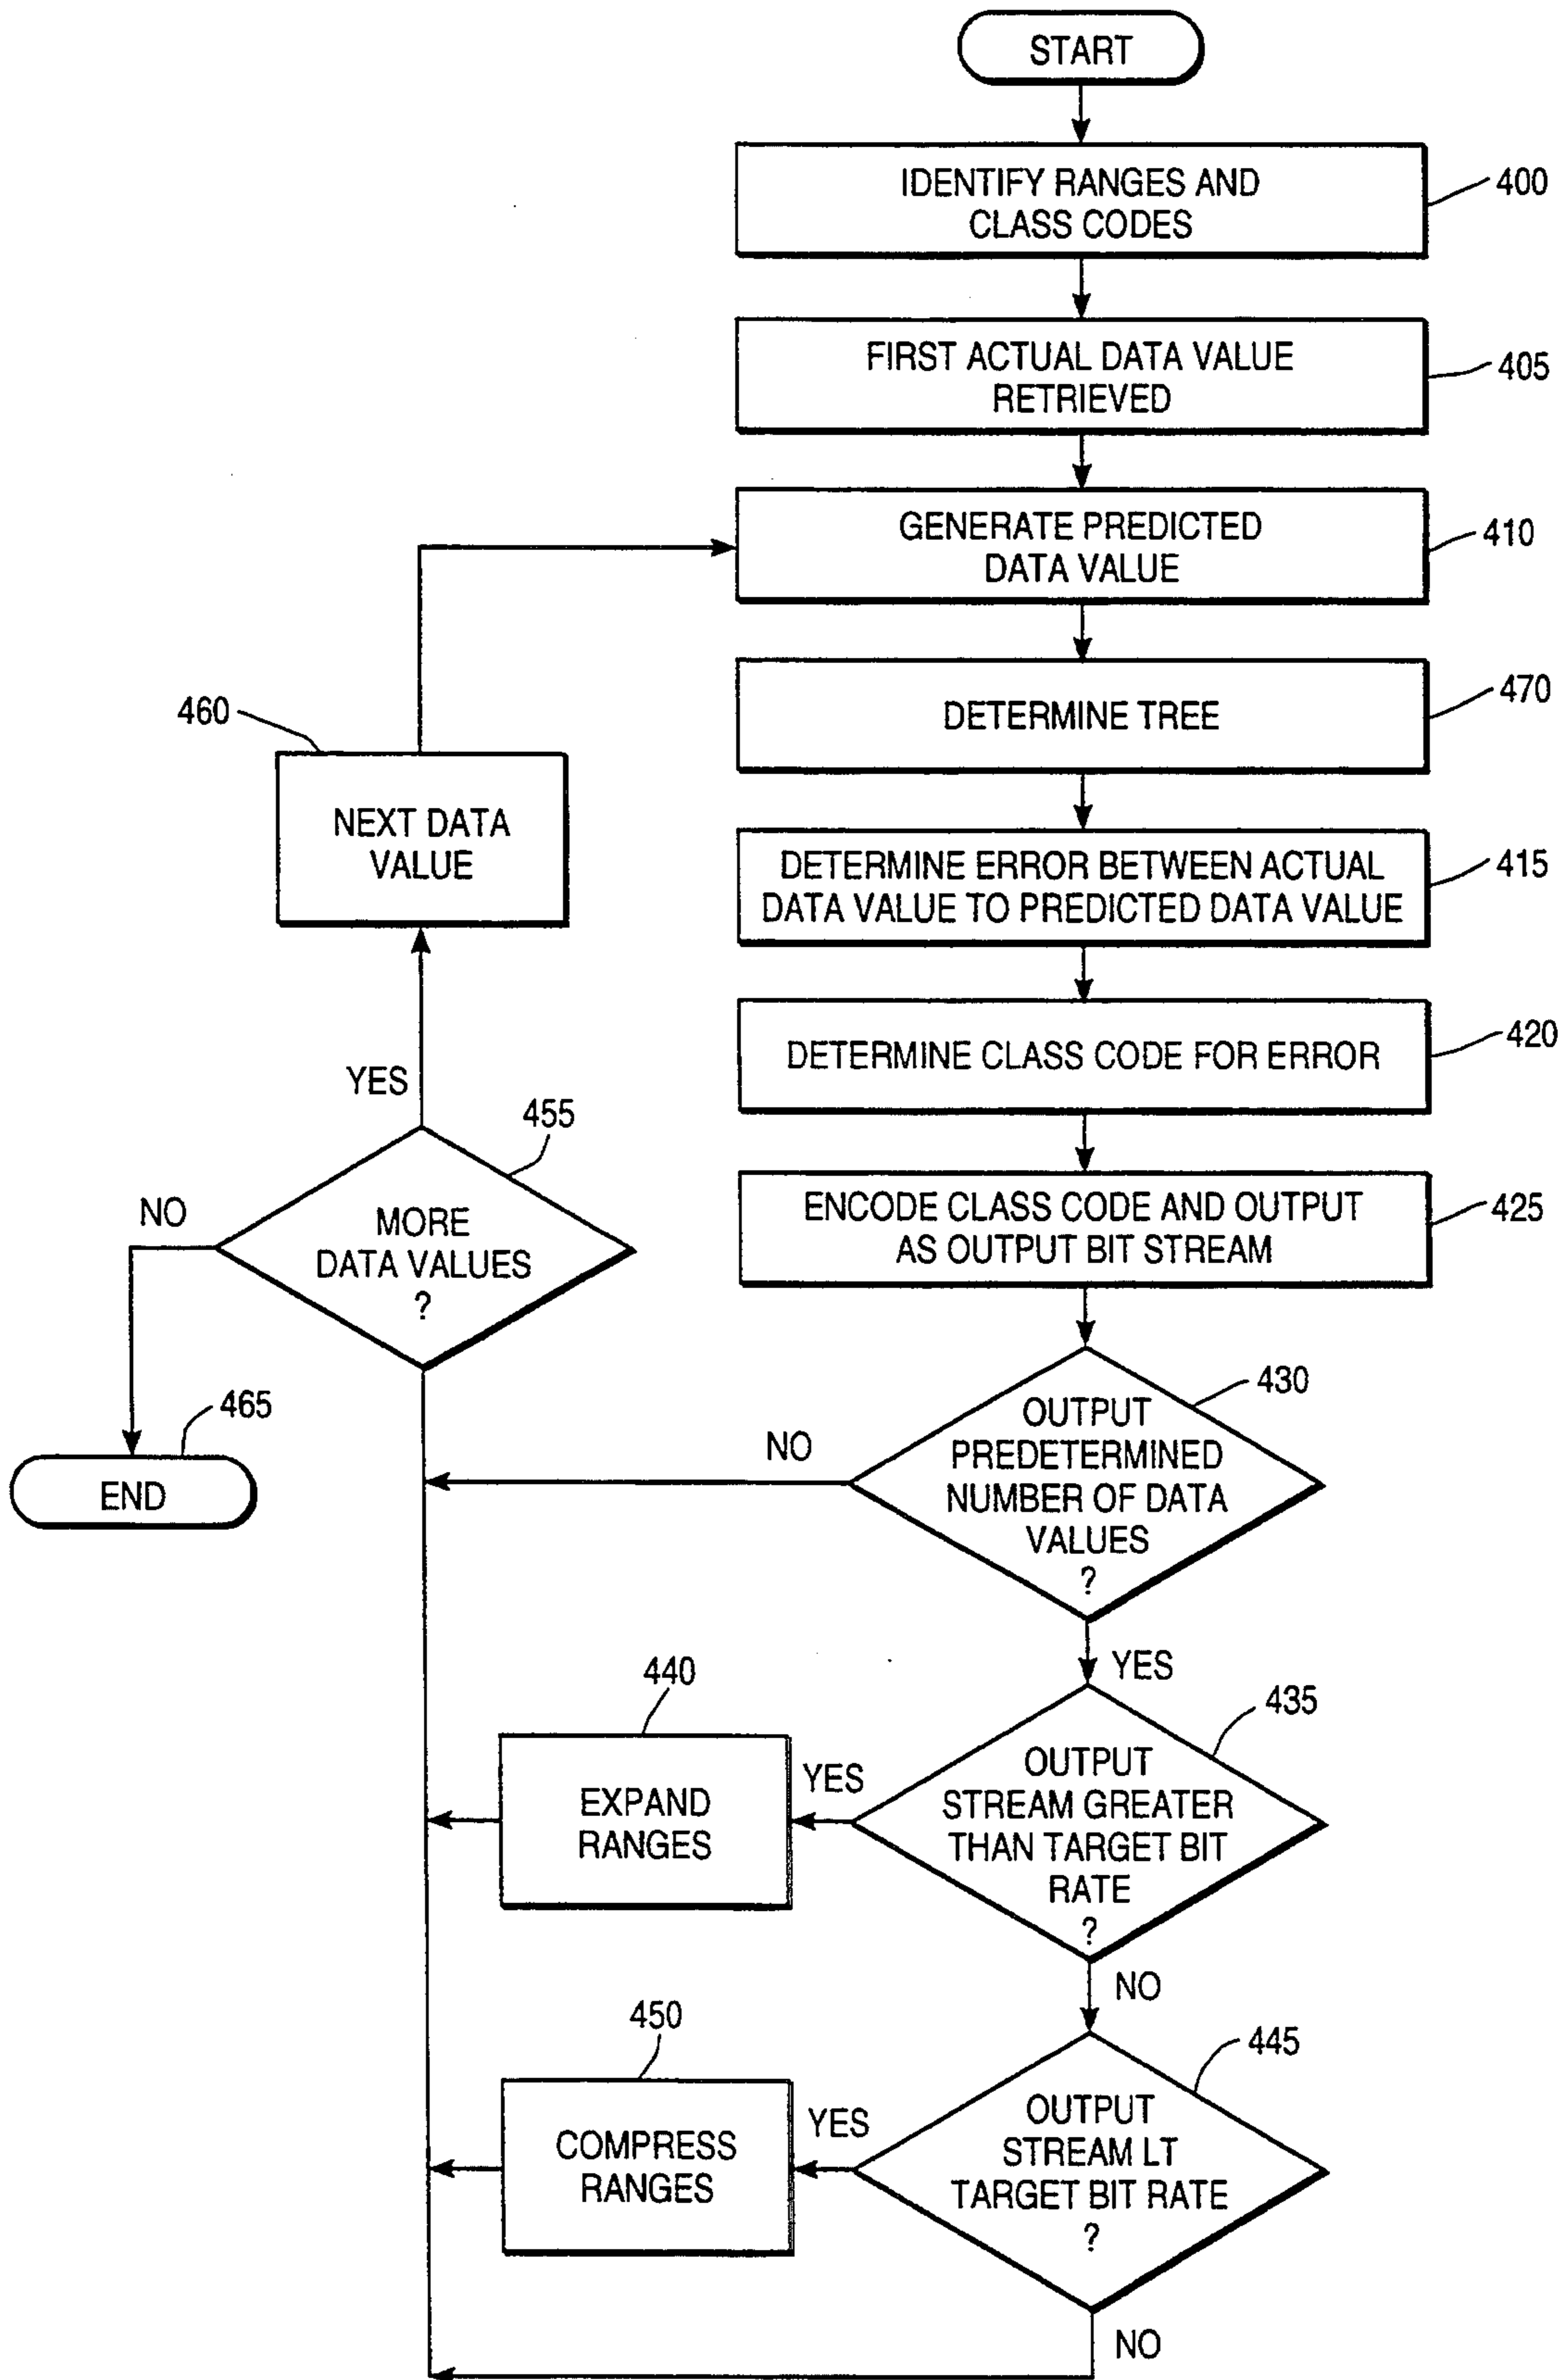 START
IDENTIFY RANGES AND
CLASS CODES
400
FIRST ACTUAL DATA VALUE
RETRIEVED
405
GENERATE PREDICTED
DATA VALUE
410
DETERMINE TREE
470
460
NEXT DATA
VALUE
DETERMINE ERROR BETWEEN ACTUAL
DATA VALUE TO PREDICTED DATA VALUE
415
DETERMINE CLASS CODE FOR ERROR
420
YES
455
NO
MORE
DATA VALUES
?
ENCODE CLASS CODE AND OUTPUT
AS OUTPUT BIT STREAM
425
465
END
430
NO
OUTPUT
PREDETERMINED
NUMBER OF DATA
VALUES
?
YES
440
EXPAND
RANGES
YES
435
OUTPUT
STREAM GREATER
THAN TARGET BIT
RATE
?
NO
450
COMPRESS
RANGES
YES
445
OUTPUT
STREAM LT
TARGET BIT RATE
?
NO